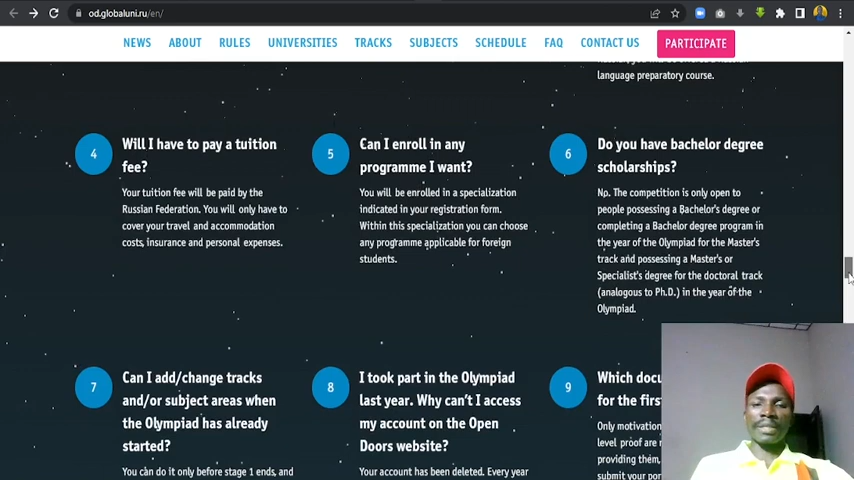 od.globaluni.ru/en/
NEWS ABOUT RULES UNIVERSITIES TRACKS SUBJECTS SCHEDULE FAQ CONTACT US PARTICIPATE
language preparatory course.
4
Will I have to pay a tuition
fee?
Your tuition fee will be paid by the
Russian Federation. You will only have to
cover your travel and accommodation
costs, insurance and personal expenses.
5
Can I enroll in any
programme I want?
You will be enrolled in a specialization
indicated in your registration form.
Within this specialization you can choose
any programme applicable for foreign
students.
6
Do you have bachelor degree
scholarships?
No. The competition is only open to
people possessing a Bachelor's degree or
completing a Bachelor degree program in
the year of the Olympiad for the Master's
track and possessing a Master's or
Specialist's degree for the doctoral track
(analogous to Ph.D.) in the year of the
Olympiad.
7
Can I add/change tracks
and/or subject areas when
the Olympiad has already
started?
You can do it only before stage 1 ends, and
8
I took part in the Olympiad
last year. Why can't I access
my account on the Open
Doors website?
Your account has been deleted. Every year
9
Which
for the
Only
level proof are
providing them,
submit your